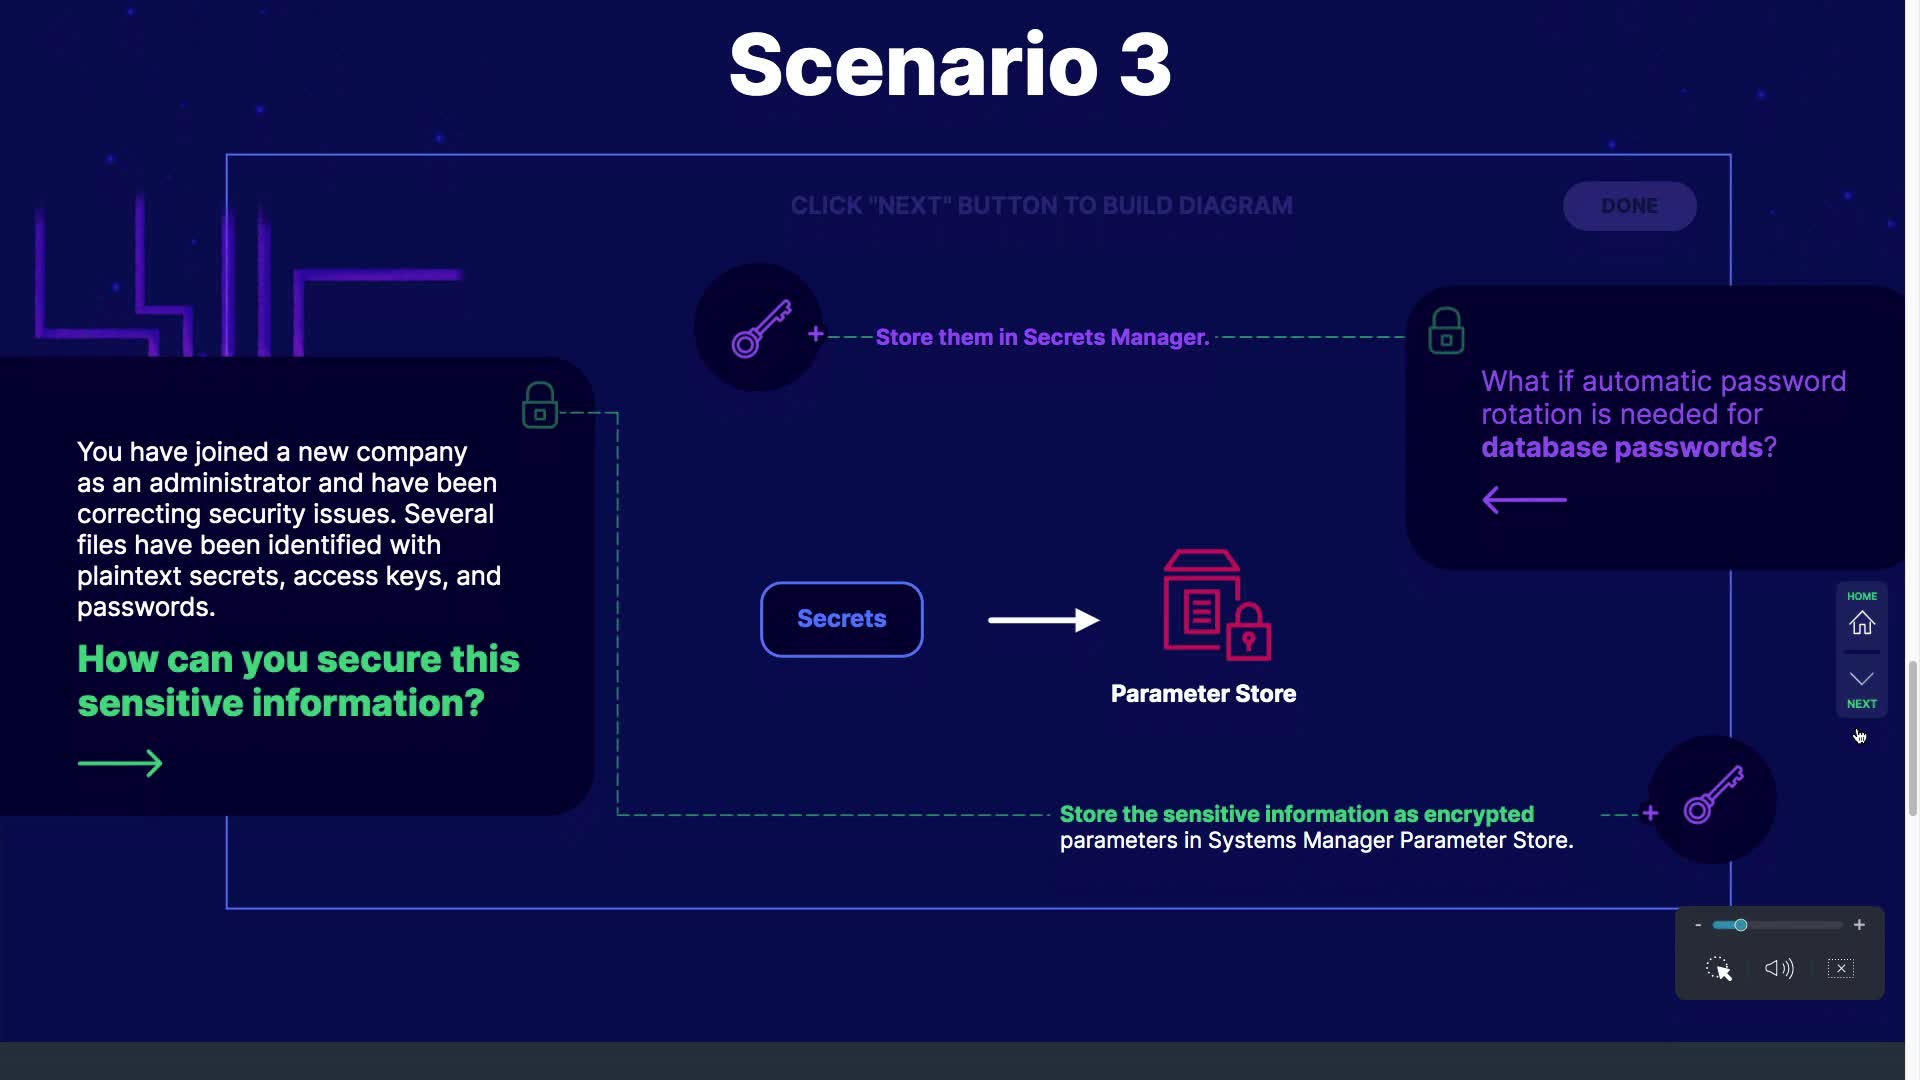 Scenario 3
CLICK "NEXT" BUTTON TO BUILD DIAGRAM
DONE
Store them in Secrets Manager.
What if automatic password
rotation is needed for
database passwords?
You have joined a new company
as an administrator and have been
correcting security issues. Several
files have been identified with
plaintext secrets, access keys, and
passwords.
How can you secure this
sensitive information?
Secrets
Parameter Store
HOME
NEXT
Store the sensitive information as encrypted
parameters in Systems Manager Parameter Store.